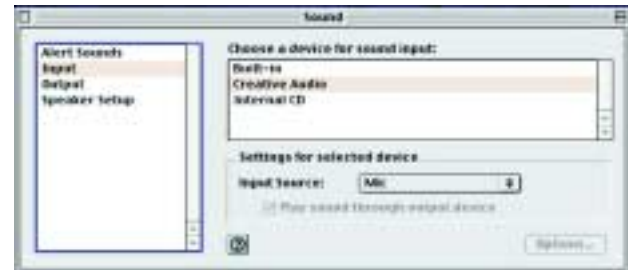 Sound
Alert Sounds
Input
Output
Speaker Setup
Choose a device for sound input:
Built-in
Creative Audio
Internal CD
Settings for selected device
Input Source:
Mic
Play sound through output device
Options...